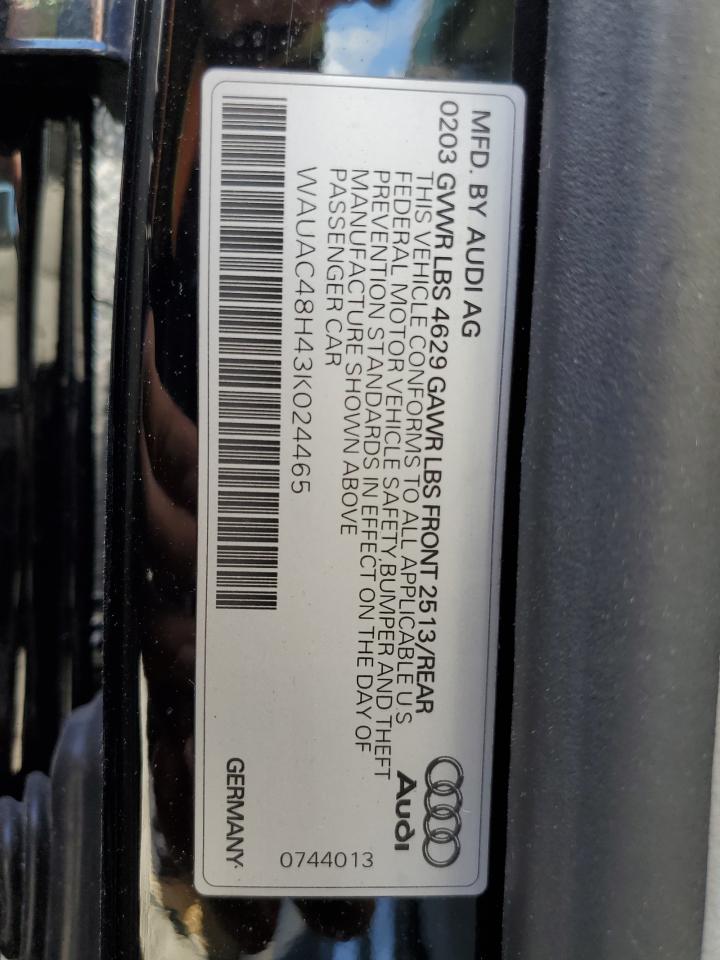 MFD. BY AUDI AG
0203 GVWR LBS 4629 GAWR LBS FRONT 2513/REAR
THIS VEHICLE CONFORMS TO ALL APPLICABLE U S
FEDERAL MOTOR VEHICLE SAFETY,BUMPER AND THEFT
PREVENTION STANDARDS IN EFFECT ON THE DAY OF
MANUFACTURE SHOWN ABOVE
PASSENGER CAR
WAUAC48H43K024465
Audi
0744013
GERMANY